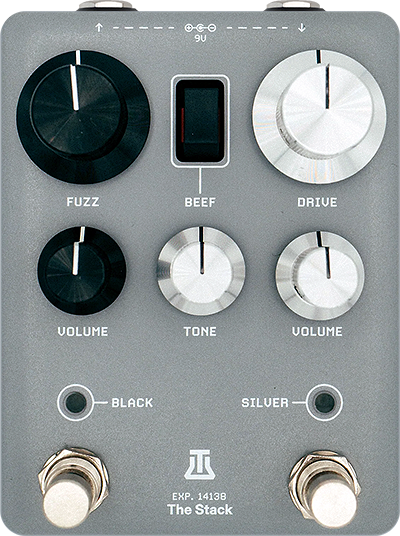 9V
FUZZ
BEEF
DRIVE
VOLUME
TONE
VOLUME
BLACK
SILVER
EXP. 14138
The Stack